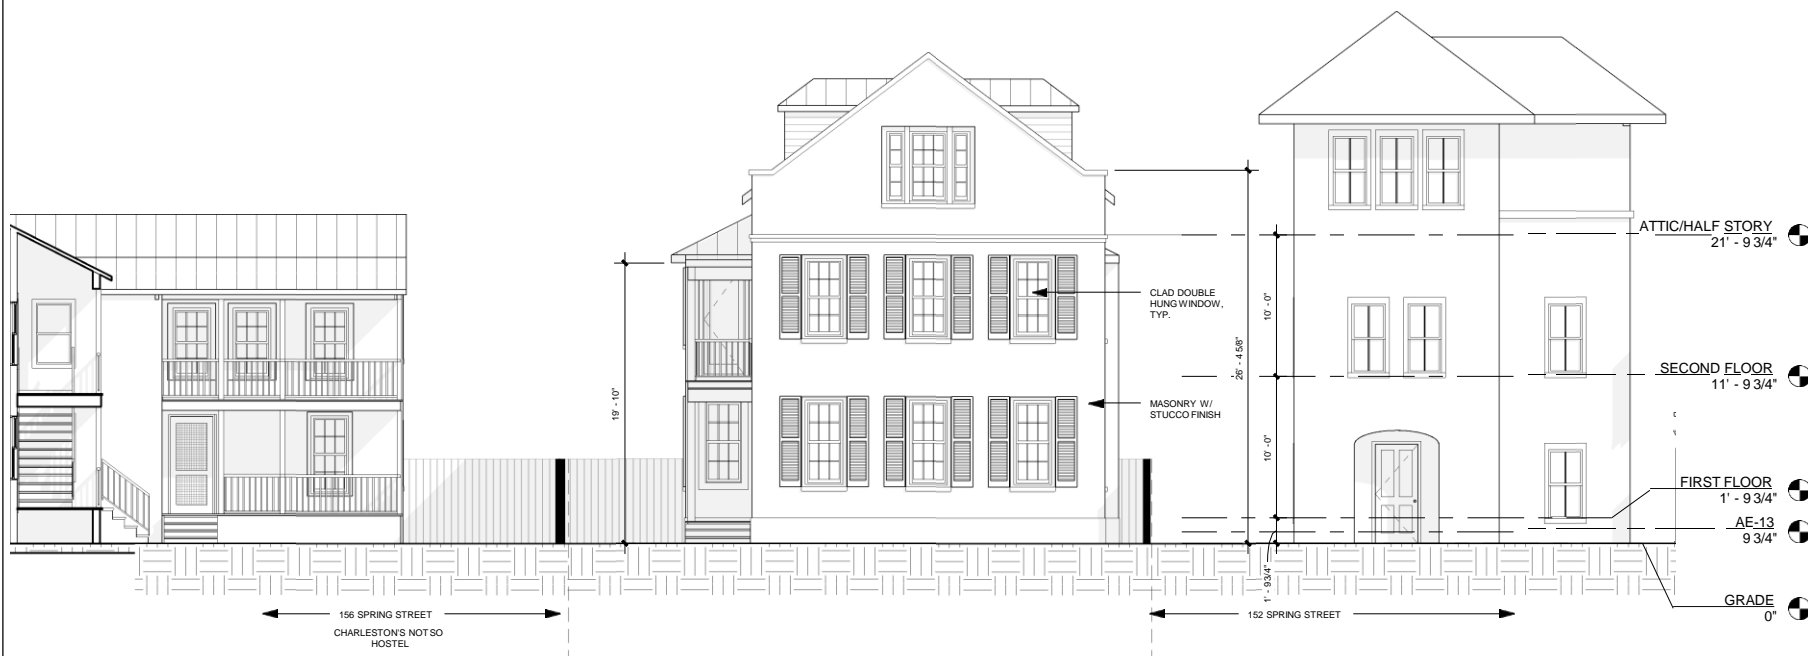 ATTIC/HALF STORY
21' - 9 3/4"
CLAD DOUBLE
HUNG WINDOW,
TYP.
10' - 0"
26' - 4 5/8"
SECOND FLOOR
11' - 9 3/4"
19' - 10"
MASONRY W/
STUCCO FINISH
10' - 0"
FIRST FLOOR
1' - 9 3/4"
AE-13
9 3/4"
1' - 9 3/4"
GRADE
0"
156 SPRING STREET
CHARLESTON'S NOTSO
HOSTEL
152 SPRING STREET